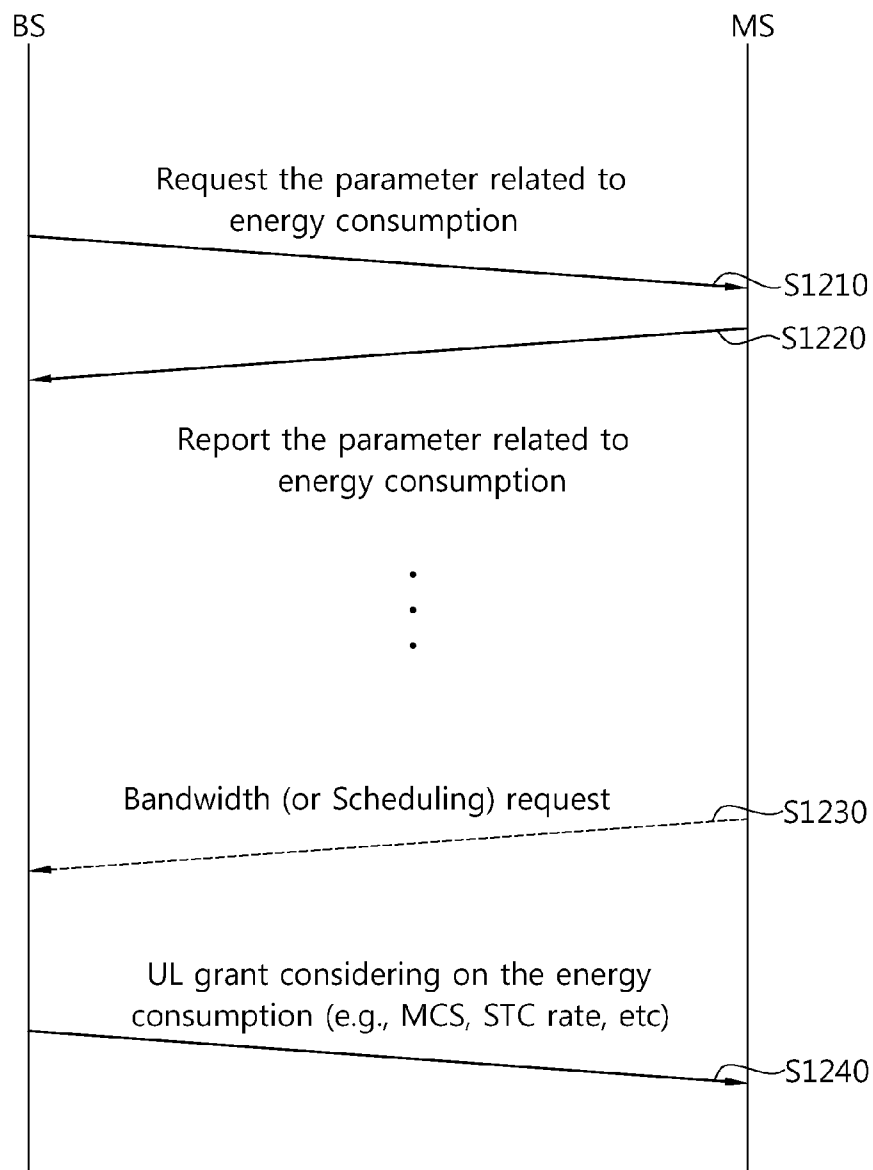 BS
MS
Request the parameter related to
energy consumption
S1210
S1220
Report the parameter related to
energy consumption
Bandwidth (or Scheduling) request
S1230
UL grant considering on the energy
consumption (e.g., MCS, STC rate, etc)
S1240